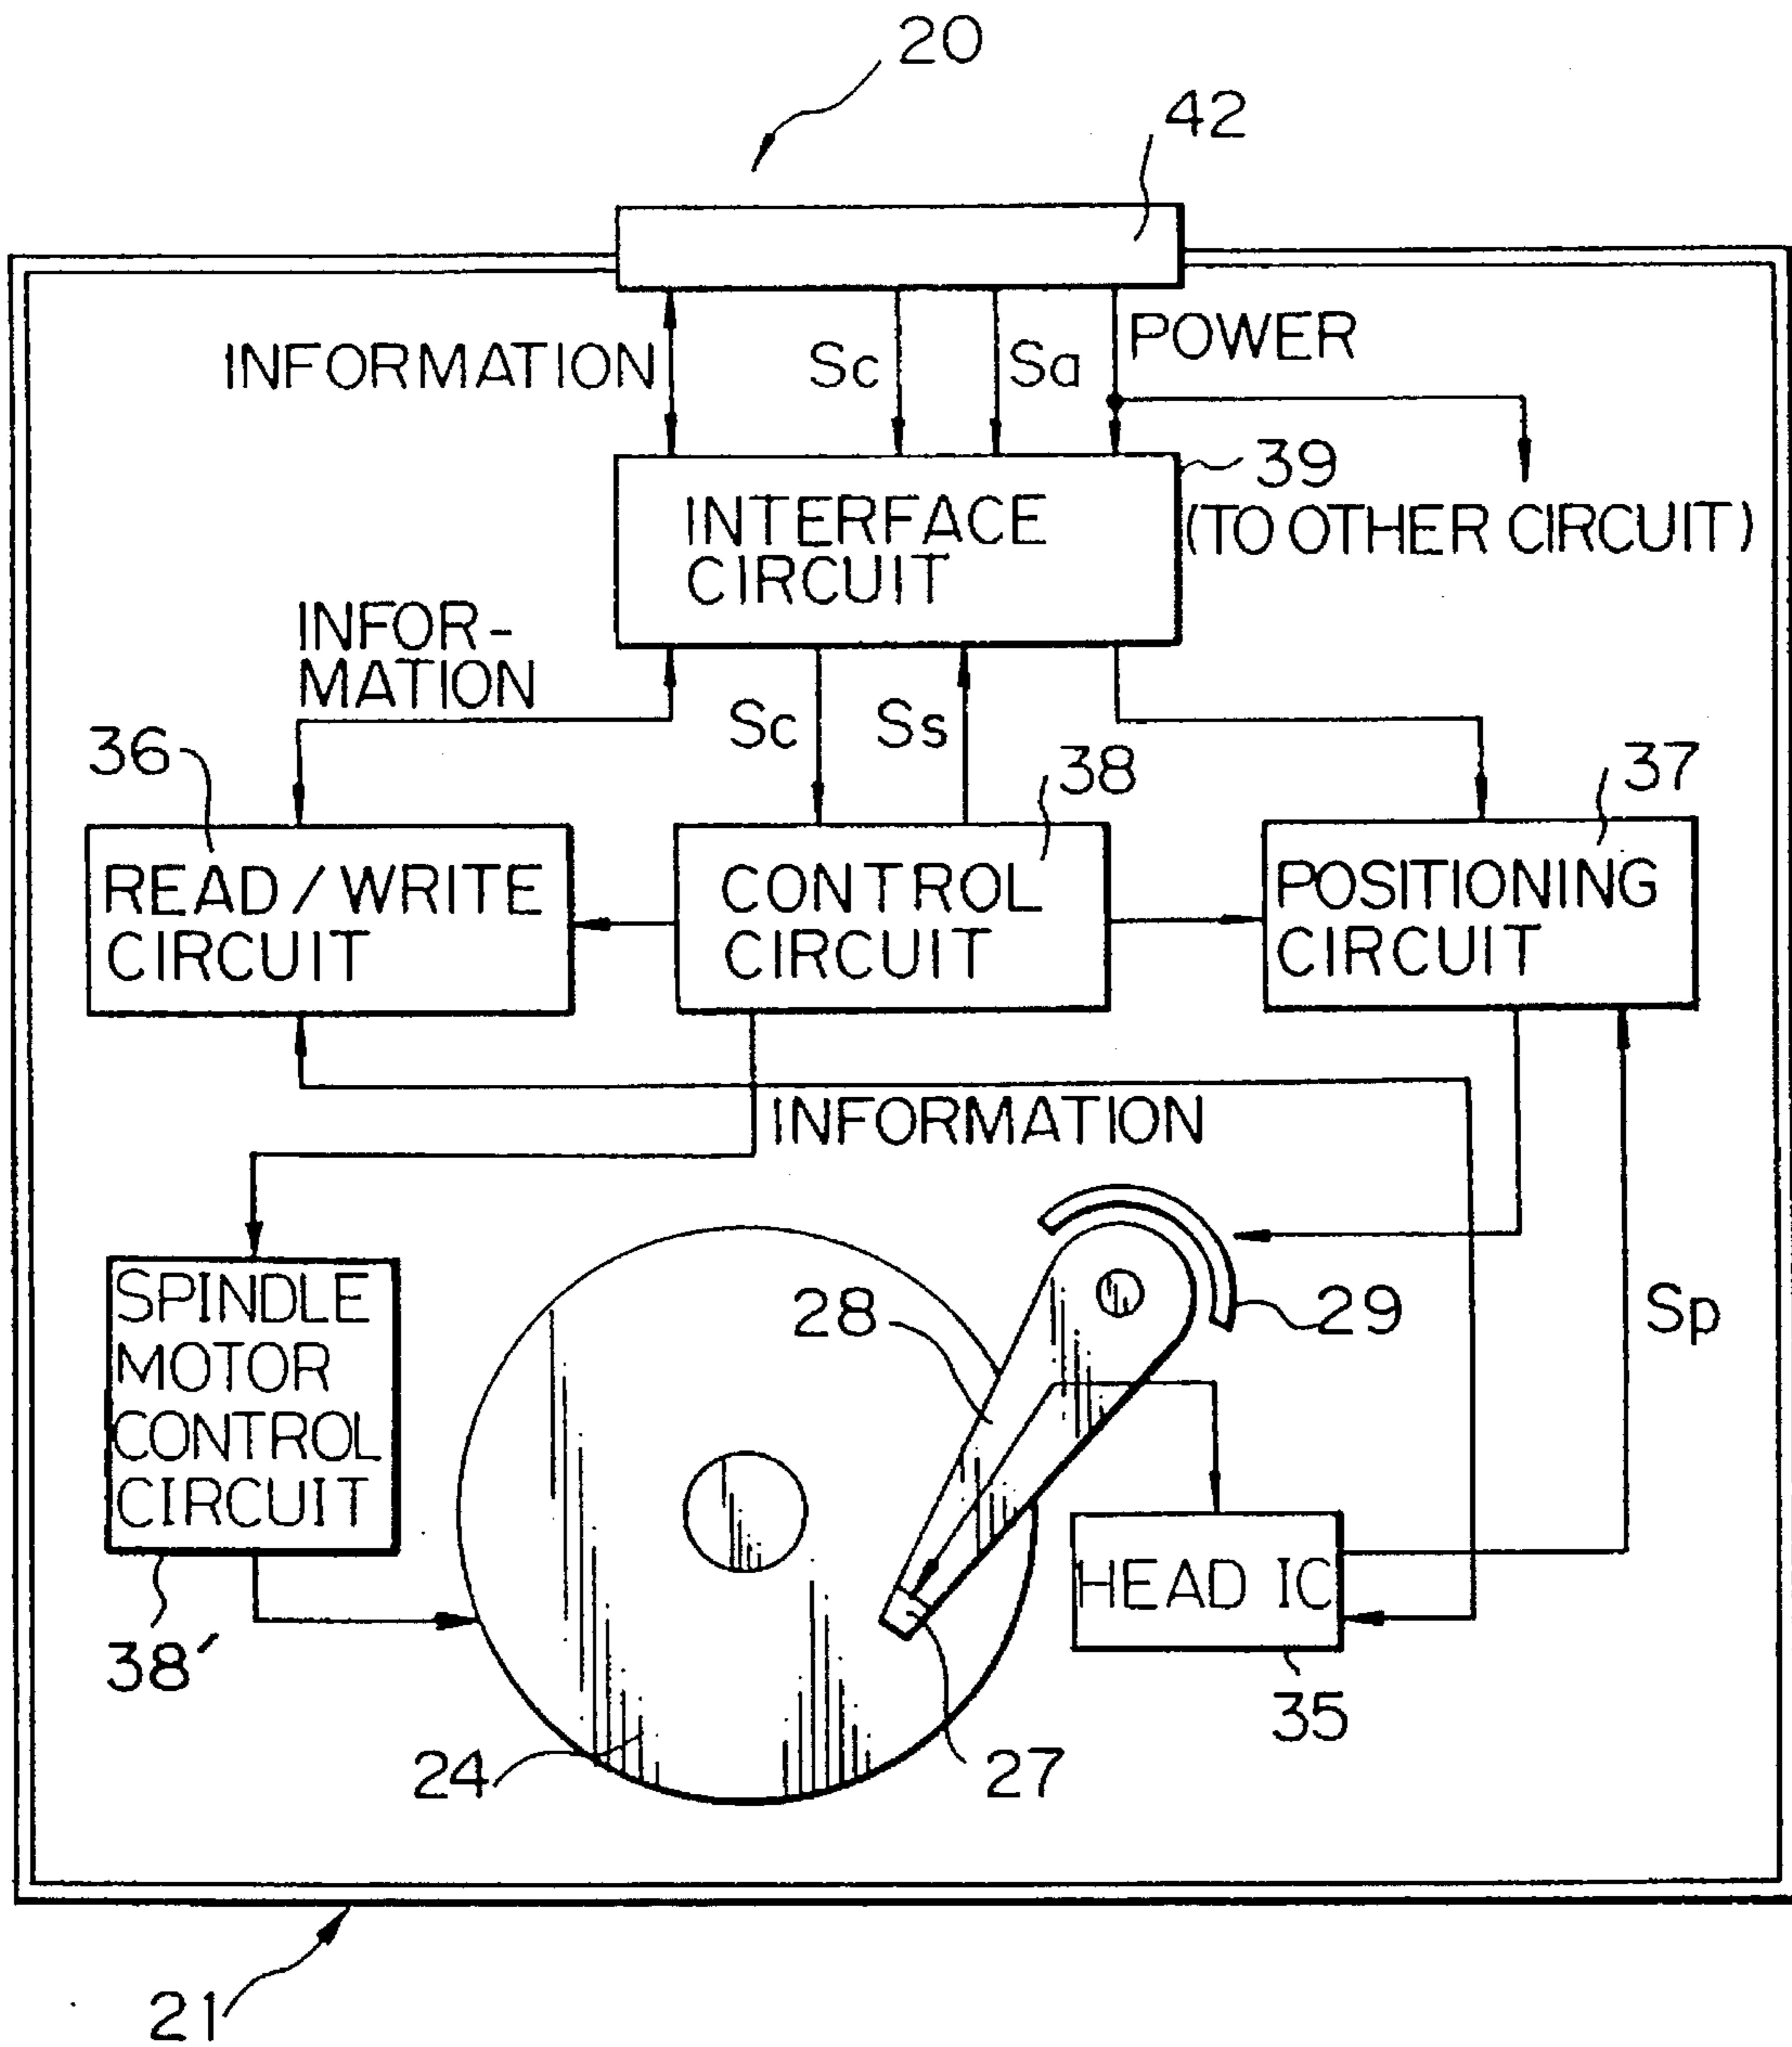 20
42
INFORMATION
Sc
Sa
POWER
39
INTERFACE
CIRCUIT
(TO OTHER CIRCUIT)
INFOR-
MATION
Sc
Ss
36
38
37
READ/WRITE
CIRCUIT
CONTROL
CIRCUIT
POSITIONING
CIRCUIT
INFORMATION
SPINDLE
MOTOR
CONTROL
CIRCUIT
28
29
Sp
HEAD IC
38′
35
24
27
21